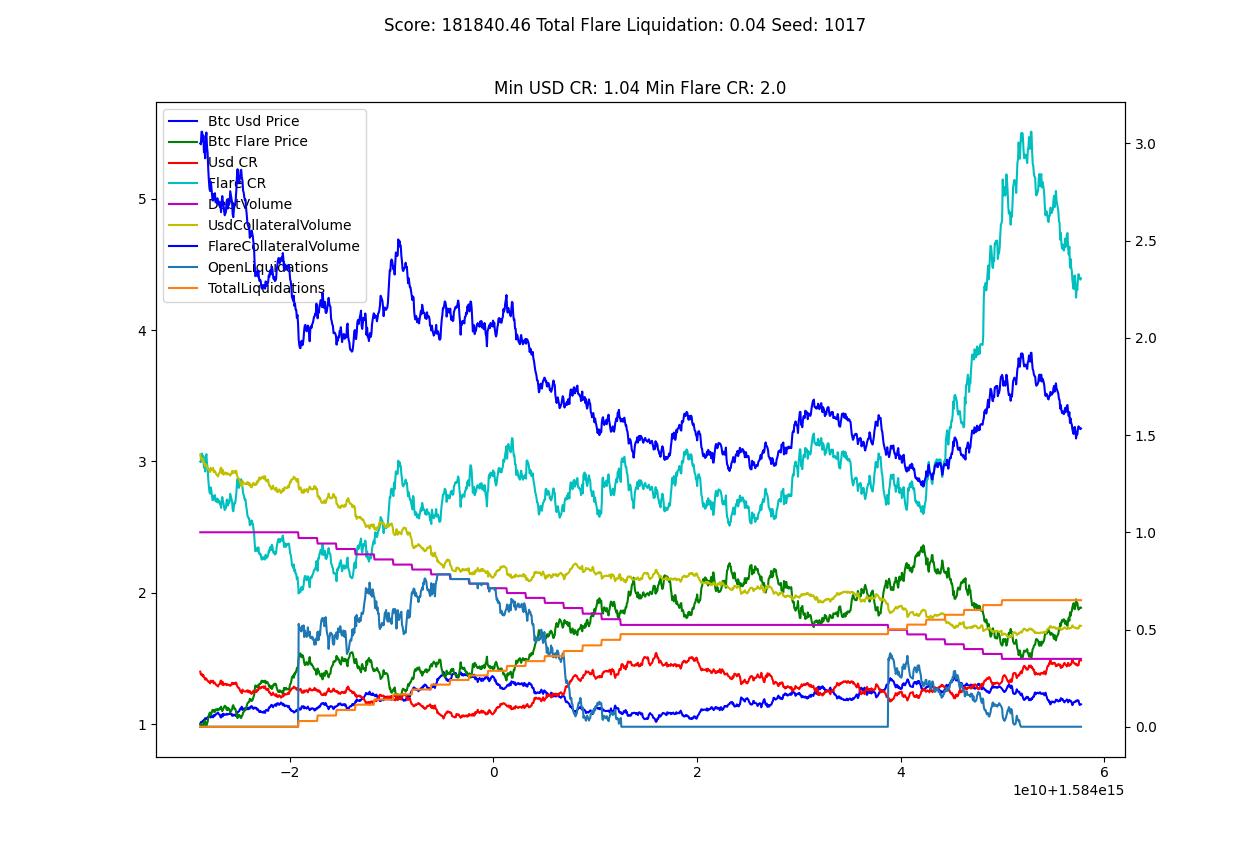 Score: 181840.46 Total Flare Liquidation: 0.04 Seed: 1017
Min USD CR: 1.04 Min Flare CR: 2.0
Btc Usd Price
Btc Flare Price
Usd CR
Flare CR
DebtVolume
UsdCollateralVolume
FlareCollateralVolume
OpenLiquidations
TotalLiquidations
5
4
3
2
1
3.0
2.5
2.0
1.5
1.0
0.5
0.0
−2
0
2
4
6
1e10+1.584e15